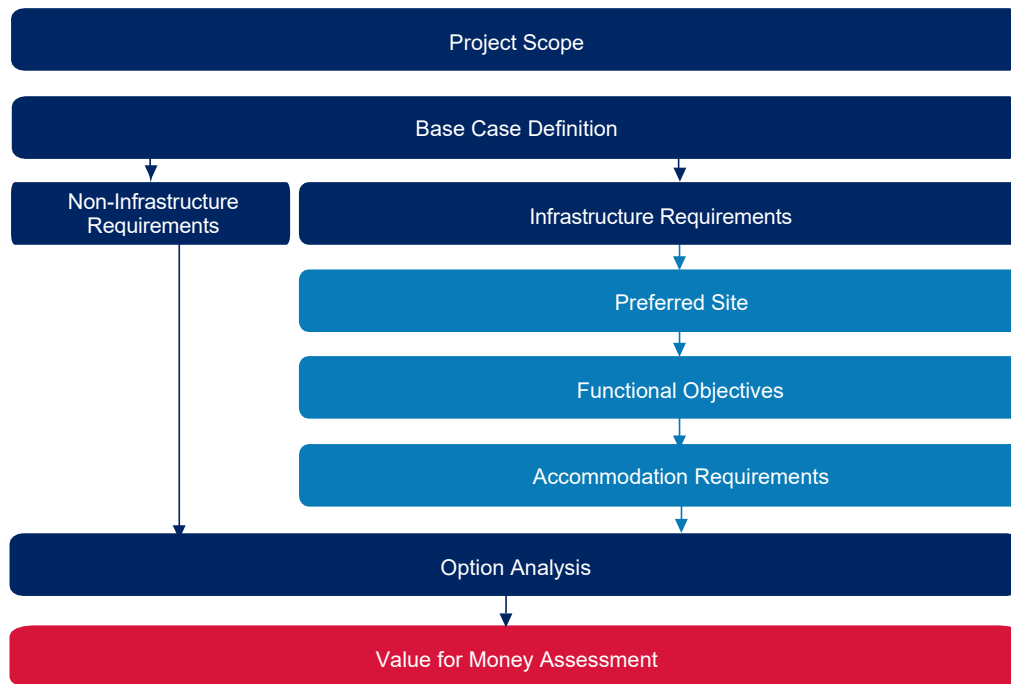 Project Scope
Base Case Definition
Non-Infrastructure
Requirements
Infrastructure Requirements
Preferred Site
Functional Objectives
Accommodation Requirements
Option Analysis
Value for Money Assessment